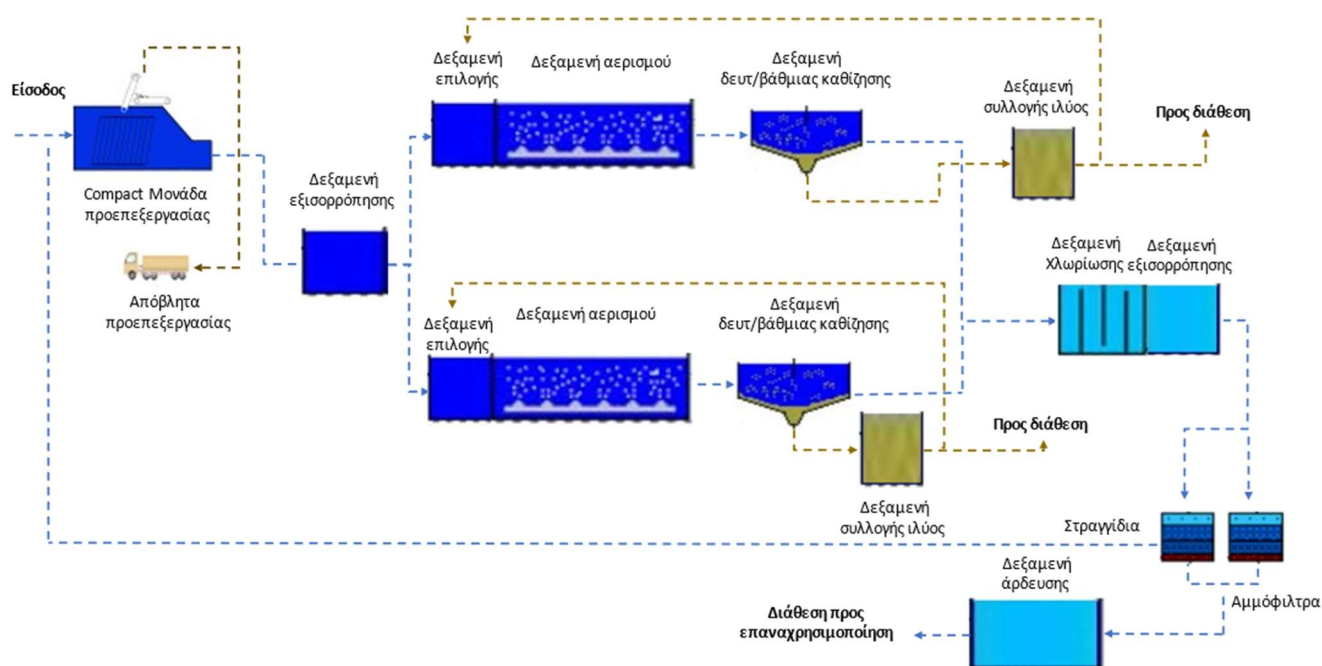 Είσοδος
Compact Μονάδα
προεπεξεργασίας
Απόβλητα
προεπεξεργασίας
Δεξαμενή
εξισορρόπησης
Δεξαμενή
επιλογής
Δεξαμενή αερισμού
Δεξαμενή
δευτ/βάθμιας καθίζησης
Δεξαμενή
συλλογής ιλύος
Προς διάθεση
Δεξαμενή
επιλογής
Δεξαμενή αερισμού
Δεξαμενή
δευτ/βάθμιας καθίζησης
Δεξαμενή
συλλογής ιλύος
Προς διάθεση
Δεξαμενή
Χλωρίωσης
Δεξαμενή
εξισορρόπησης
Στραγγίδια
Αμμόφιλτρα
Δεξαμενή
άρδευσης
Διάθεση προς
επαναχρησιμοποίηση